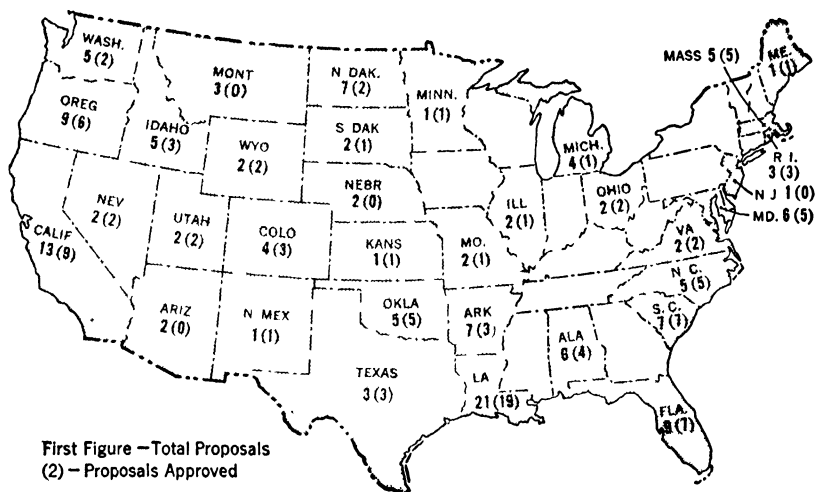 WASH.
5 (2)
MONT
3 (0)
N DAK.
7 (2)
MINN.
1 (1)
MASS 5 (5)
ME.
1 (1)
OREG
9 (6)
IDAHO
5 (3)
WYO
2 (2)
S DAK
2 (1)
MICH.
4 (1)
R I.
3 (3)
N J 1 (0)
MD. 6 (5)
NEV
2 (2)
UTAH
2 (2)
COLO
4 (3)
NEBR
2 (0)
KANS
1 (1)
MO.
2 (1)
ILL
2 (1)
OHIO
2 (2)
VA
2 (2)
N C.
5 (5)
S. C.
7 (7)
CALIF
13 (9)
ARIZ
2 (0)
N MEX
1 (1)
OKLA
5 (5)
ARK
7 (3)
ALA
6 (4)
TEXAS
3 (3)
LA
21 (19)
FLA.
(7)
First Figure — Total Proposals
(2) — Proposals Approved